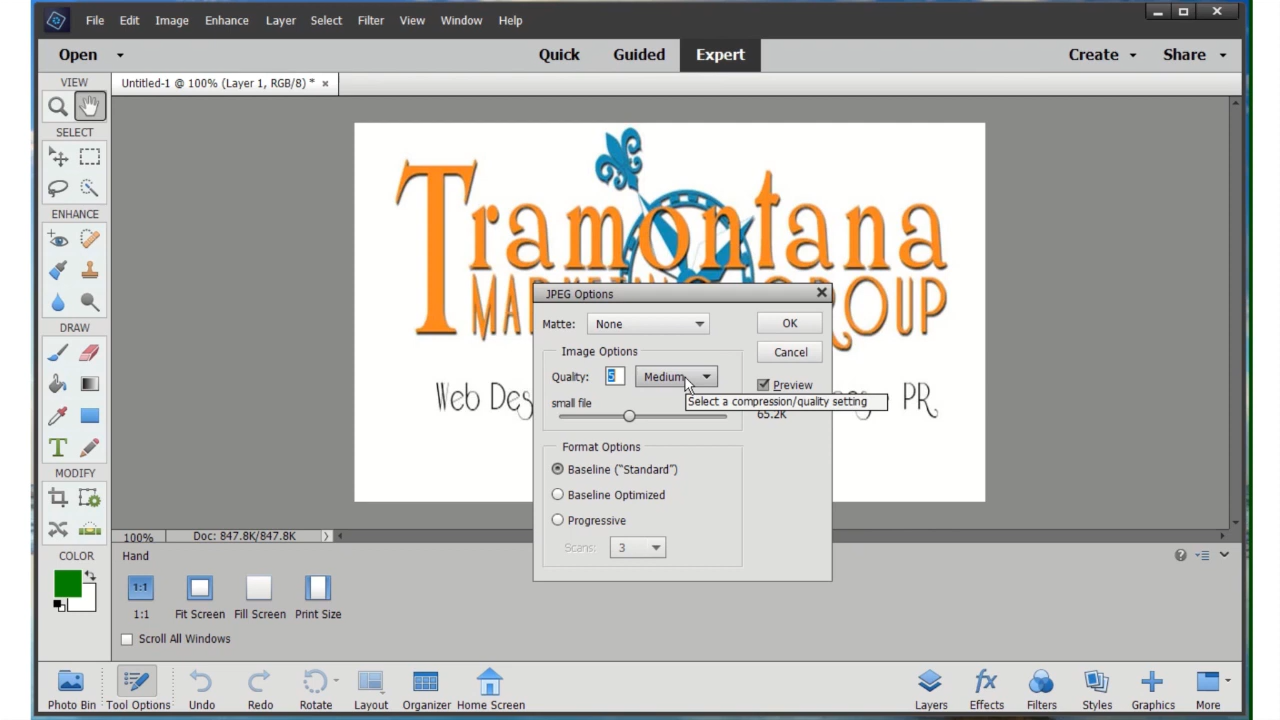 File Edit Image Enhance Layer Select Filter View Window Help
Open Quick Guided Expert Create Share
VIEW
Untitled-1 @ 100% (Layer 1, RGB/8) * ×
SELECT
ENHANCE
DRAW
T
MODIFY
COLOR
Tramontana
MARKETING GROUP
Web Des
PR
JPEG Options
Matte: None
OK
Image Options
Cancel
Quality: 5 Medium
Preview
Select a compression/quality setting
small file
65.2K
Format Options
Baseline ("Standard")
Baseline Optimized
Progressive
Scans: 3
100% Doc: 847.8K/847.8K
Hand
1:1
1:1 Fit Screen Fill Screen Print Size
Scroll All Windows
fx
Photo Bin Tool Options Undo Redo Rotate Layout Organizer Home Screen Layers Effects Filters Styles Graphics More